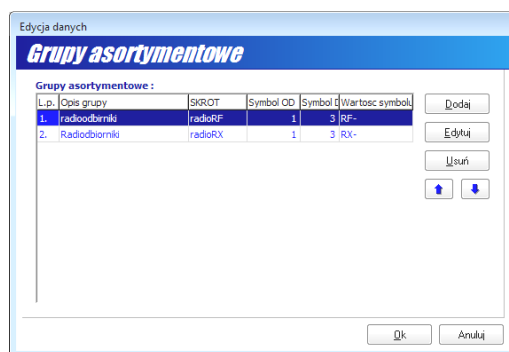 Edycja danych
Grupy asortymentowe
Grupy asortymentowe :
L.p. Opis grupy SKROT Symbol OD Symbol D Wartosc symbolu
1. radioodbirniki radioRF 1 3 RF-
2. Radiodbiorniki radioRX 1 3 RX-
Dodaj
Edytuj
Usuń
Ok Anuluj